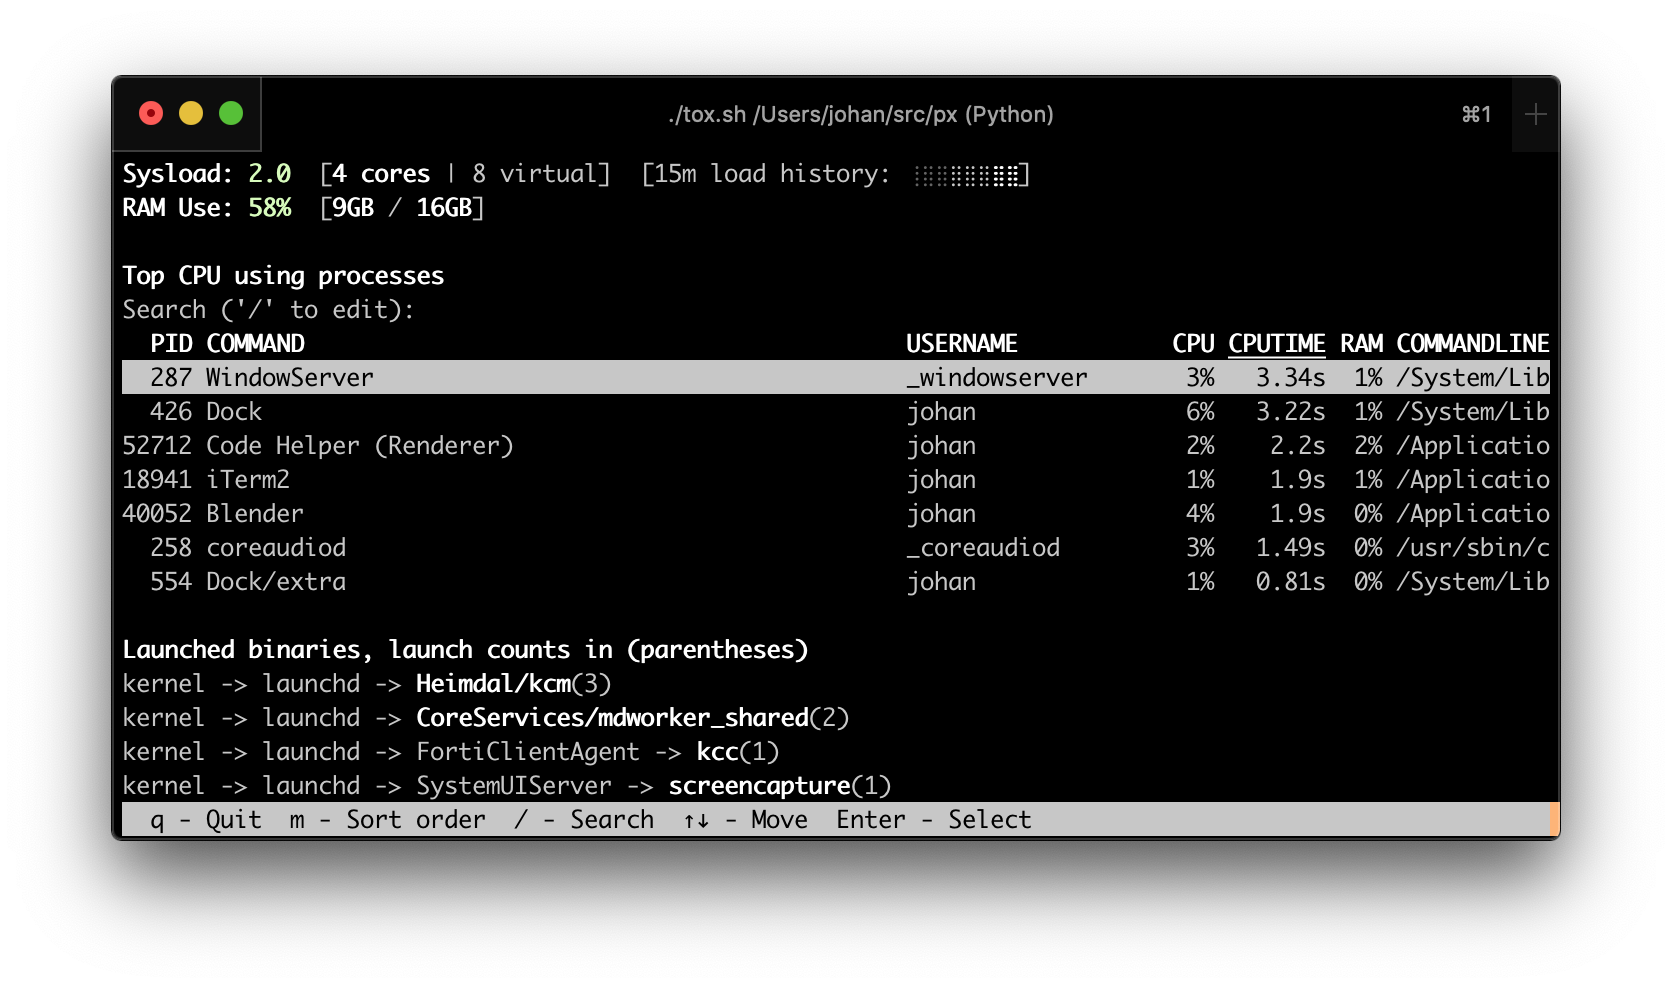 ./tox.sh /Users/johan/src/px (Python) ⌘1 +
Sysload: 2.0  [4 cores | 8 virtual]  [15m load history: ⣿⣿⣿⣿⣿⣿⣿⣿]
RAM Use: 58%  [9GB / 16GB]
Top CPU using processes
Search ('/' to edit):
  PID COMMAND                                           USERNAME           CPU CPUTIME RAM COMMANDLINE
  287 WindowServer                                      _windowserver       3%   3.34s  1% /System/Lib
  426 Dock                                              johan               6%   3.22s  1% /System/Lib
52712 Code Helper (Renderer)                            johan               2%    2.2s  2% /Applicatio
18941 iTerm2                                            johan               1%    1.9s  1% /Applicatio
40052 Blender                                           johan               4%    1.9s  0% /Applicatio
  258 coreaudiod                                        _coreaudiod         3%   1.49s  0% /usr/sbin/c
  554 Dock/extra                                        johan               1%   0.81s  0% /System/Lib
Launched binaries, launch counts in (parentheses)
kernel -> launchd -> Heimdal/kcm(3)
kernel -> launchd -> CoreServices/mdworker_shared(2)
kernel -> launchd -> FortiClientAgent -> kcc(1)
kernel -> launchd -> SystemUIServer -> screencapture(1)
  q - Quit  m - Sort order  / - Search  ↑↓ - Move  Enter - Select